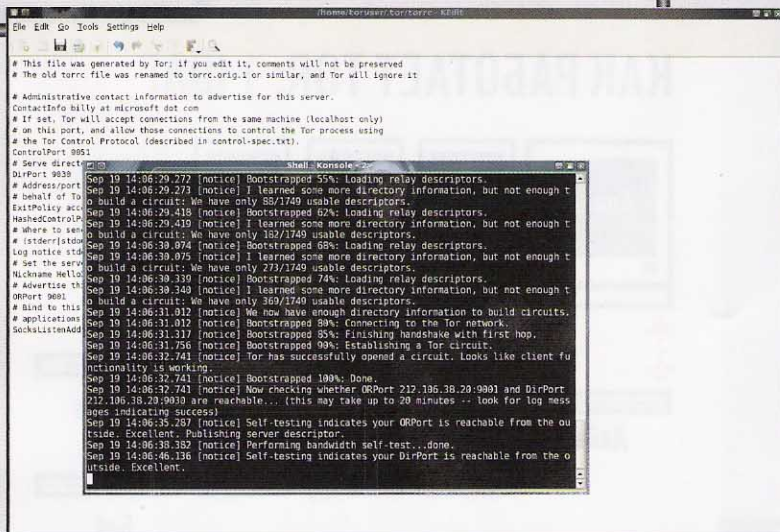 /home/toruser/.tor/torrc - KEdit
File Edit Go Tools Settings Help
# This file was generated by Tor; if you edit it, comments will not be preserved
# The old torrc file was renamed to torrc.orig.1 or similar, and Tor will ignore it
# Administrative contact information to advertise for this server.
ContactInfo billy at microsoft dot com
# If set, Tor will accept connections from the same machine (localhost only)
# on this port, and allow those connections to control the Tor process using
# the Tor Control Protocol (described in control-spec.txt).
ControlPort 9051
# Serve direct
DirPort 9030
# Address/port
# behalf of To
ExitPolicy acc
HashedControlP
# Where to sen
# (stderr|stdo
Log notice std
# Set the serv
Nickname Hello
# Advertise th
ORPort 9001
# Bind to this
# applications
SocksListenAdd
Shell - Konsole <2>
Sep 19 14:06:29.272 [notice] Bootstrapped 55%: Loading relay descriptors.
Sep 19 14:06:29.273 [notice] I learned some more directory information, but not enough t
o build a circuit: We have only 88/1749 usable descriptors.
Sep 19 14:06:29.418 [notice] Bootstrapped 62%: Loading relay descriptors.
Sep 19 14:06:29.419 [notice] I learned some more directory information, but not enough t
o build a circuit: We have only 182/1749 usable descriptors.
Sep 19 14:06:30.074 [notice] Bootstrapped 68%: Loading relay descriptors.
Sep 19 14:06:30.075 [notice] I learned some more directory information, but not enough t
o build a circuit: We have only 273/1749 usable descriptors.
Sep 19 14:06:30.339 [notice] Bootstrapped 74%: Loading relay descriptors.
Sep 19 14:06:30.340 [notice] I learned some more directory information, but not enough t
o build a circuit: We have only 369/1749 usable descriptors.
Sep 19 14:06:31.012 [notice] We now have enough directory information to build circuits.
Sep 19 14:06:31.012 [notice] Bootstrapped 80%: Connecting to the Tor network.
Sep 19 14:06:31.317 [notice] Bootstrapped 85%: Finishing handshake with first hop.
Sep 19 14:06:31.756 [notice] Bootstrapped 90%: Establishing a Tor circuit.
Sep 19 14:06:32.741 [notice] Tor has successfully opened a circuit. Looks like client fu
nctionality is working.
Sep 19 14:06:32.741 [notice] Bootstrapped 100%: Done.
Sep 19 14:06:32.741 [notice] Now checking whether ORPort 212.106.38.20:9001 and DirPort
212.106.38.20:9030 are reachable... (this may take up to 20 minutes -- look for log mess
ages indicating success)
Sep 19 14:06:35.287 [notice] Self-testing indicates your ORPort is reachable from the ou
tside. Excellent. Publishing server descriptor.
Sep 19 14:06:38.382 [notice] Performing bandwidth self-test...done.
Sep 19 14:06:46.136 [notice] Self-testing indicates your DirPort is reachable from the o
utside. Excellent.
КАК РАБОТАЕТ TOR